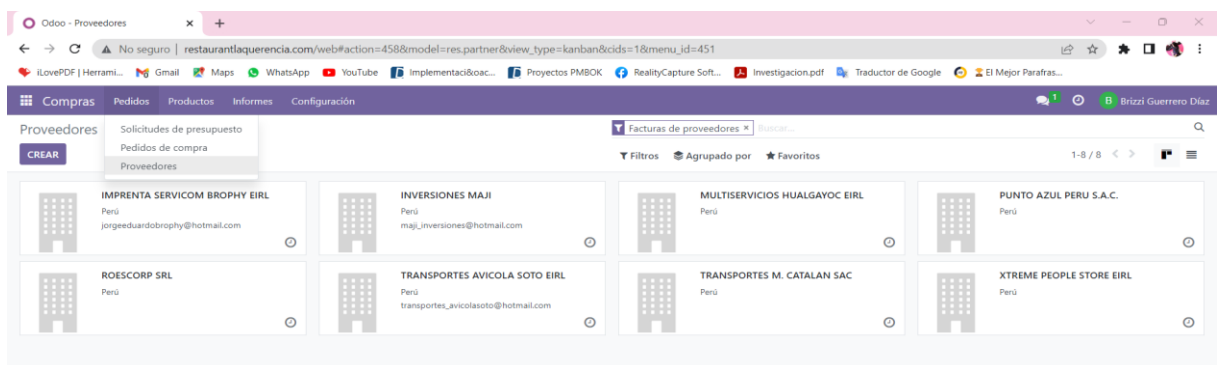 Odoo - Proveedores
No seguro | restaurantlaquerencia.com/web#action=458&model=res.partner&view_type=kanban&cids=1&menu_id=451
iLovePDF | Herrami... Gmail Maps WhatsApp YouTube Implementaci&oac... Proyectos PMBOK RealityCapture Soft... Investigacion.pdf Traductor de Google El Mejor Parafras...
Compras Pedidos Productos Informes Configuración 1 B Brizzi Guerrero Díaz
Proveedores Solicitudes de presupuesto Facturas de proveedores × Buscar...
Pedidos de compra
CREAR Proveedores Filtros Agrupado por Favoritos 1-8 / 8
IMPRENTA SERVICOM BROPHY EIRL INVERSIONES MAJI MULTISERVICIOS HUALGAYOC EIRL PUNTO AZUL PERU S.A.C.
Perú Perú Perú Perú
jorgeeduardobrophy@hotmail.com maji_inversiones@hotmail.com
ROESCORP SRL TRANSPORTES AVICOLA SOTO EIRL TRANSPORTES M. CATALAN SAC XTREME PEOPLE STORE EIRL
Perú Perú Perú Perú
transportes_avicolasoto@hotmail.com